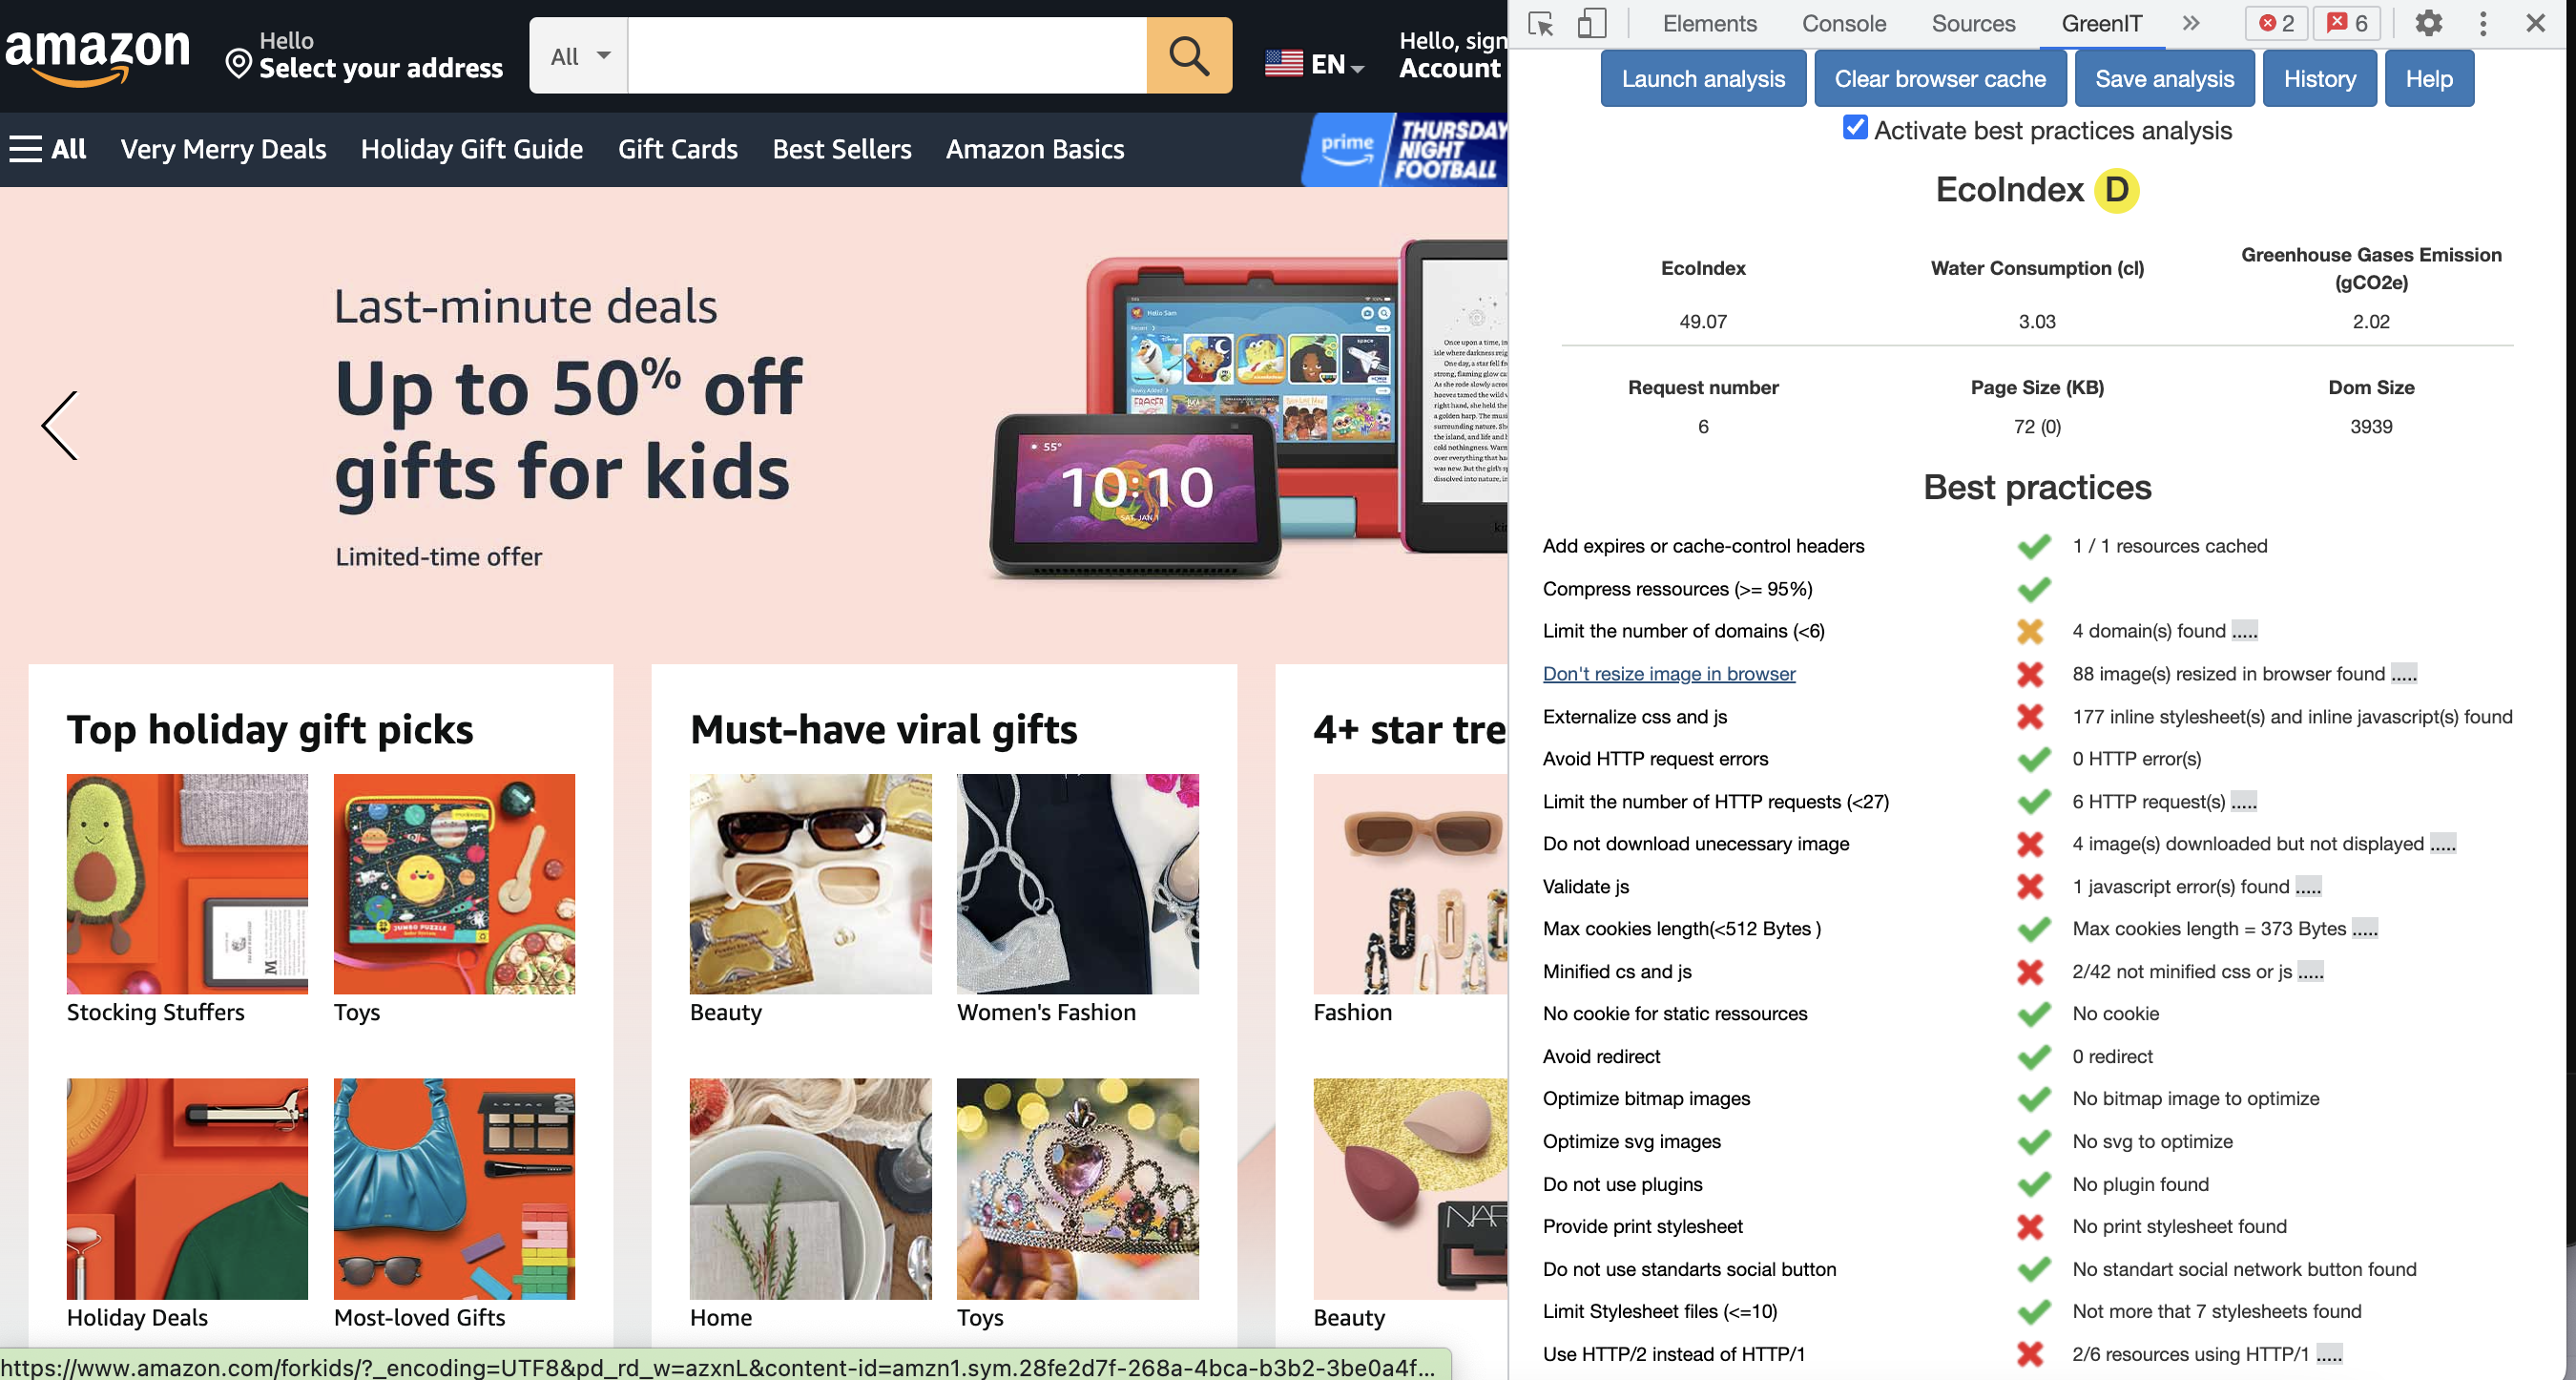 amazon
Hello
Select your address
All
EN
Hello, sign
Account
All
Very Merry Deals
Holiday Gift Guide
Gift Cards
Best Sellers
Amazon Basics
prime
THURSDAY
NIGHT
FOOTBALL
Last-minute deals
Up to 50% off
gifts for kids
Limited-time offer
Hello Sam
55°
10:10
SAT, JAN 1
Top holiday gift picks
Stocking Stuffers
Toys
JUMBO PUZZLE
Holiday Deals
Most-loved Gifts
LORAC PRO
Must-have viral gifts
Beauty
Women's Fashion
Home
Toys
4+ star tre
Fashion
NAR
Beauty
https://www.amazon.com/forkids/?_encoding=UTF8&pd_rd_w=azxnL&content-id=amzn1.sym.28fe2d7f-268a-4bca-b3b2-3be0a4f...
Elements
Console
Sources
GreenIT
2
6
Launch analysis
Clear browser cache
Save analysis
History
Help
Activate best practices analysis
EcoIndex D
EcoIndex
Water Consumption (cl)
Greenhouse Gases Emission
(gCO2e)
49.07
3.03
2.02
Request number
Page Size (KB)
Dom Size
6
72 (0)
3939
Best practices
Add expires or cache-control headers 1 / 1 resources cached
Compress ressources (>= 95%)
Limit the number of domains (<6) 4 domain(s) found .....
Don't resize image in browser 88 image(s) resized in browser found .....
Externalize css and js 177 inline stylesheet(s) and inline javascript(s) found
Avoid HTTP request errors 0 HTTP error(s)
Limit the number of HTTP requests (<27) 6 HTTP request(s) .....
Do not download unecessary image 4 image(s) downloaded but not displayed .....
Validate js 1 javascript error(s) found .....
Max cookies length(<512 Bytes ) Max cookies length = 373 Bytes .....
Minified cs and js 2/42 not minified css or js .....
No cookie for static ressources No cookie
Avoid redirect 0 redirect
Optimize bitmap images No bitmap image to optimize
Optimize svg images No svg to optimize
Do not use plugins No plugin found
Provide print stylesheet No print stylesheet found
Do not use standarts social button No standart social network button found
Limit Stylesheet files (<=10) Not more that 7 stylesheets found
Use HTTP/2 instead of HTTP/1 2/6 resources using HTTP/1 .....